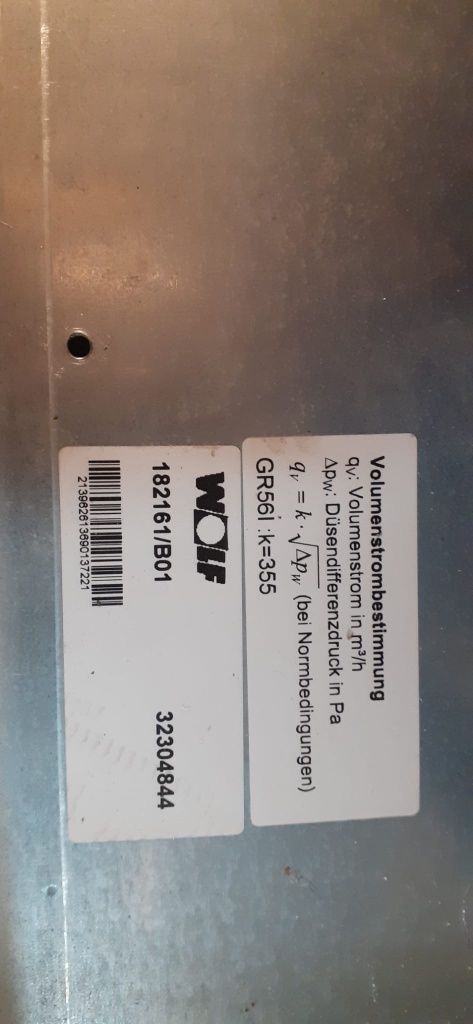 Volumenstrombestimmung
qv: Volumenstrom in m³/h
Δpw: Düsendifferenzdruck in Pa
qv = k · √Δpw (bei Normbedingungen)
GR56I :k=355
WOLF
182161/B01 32304844
213962613690137221